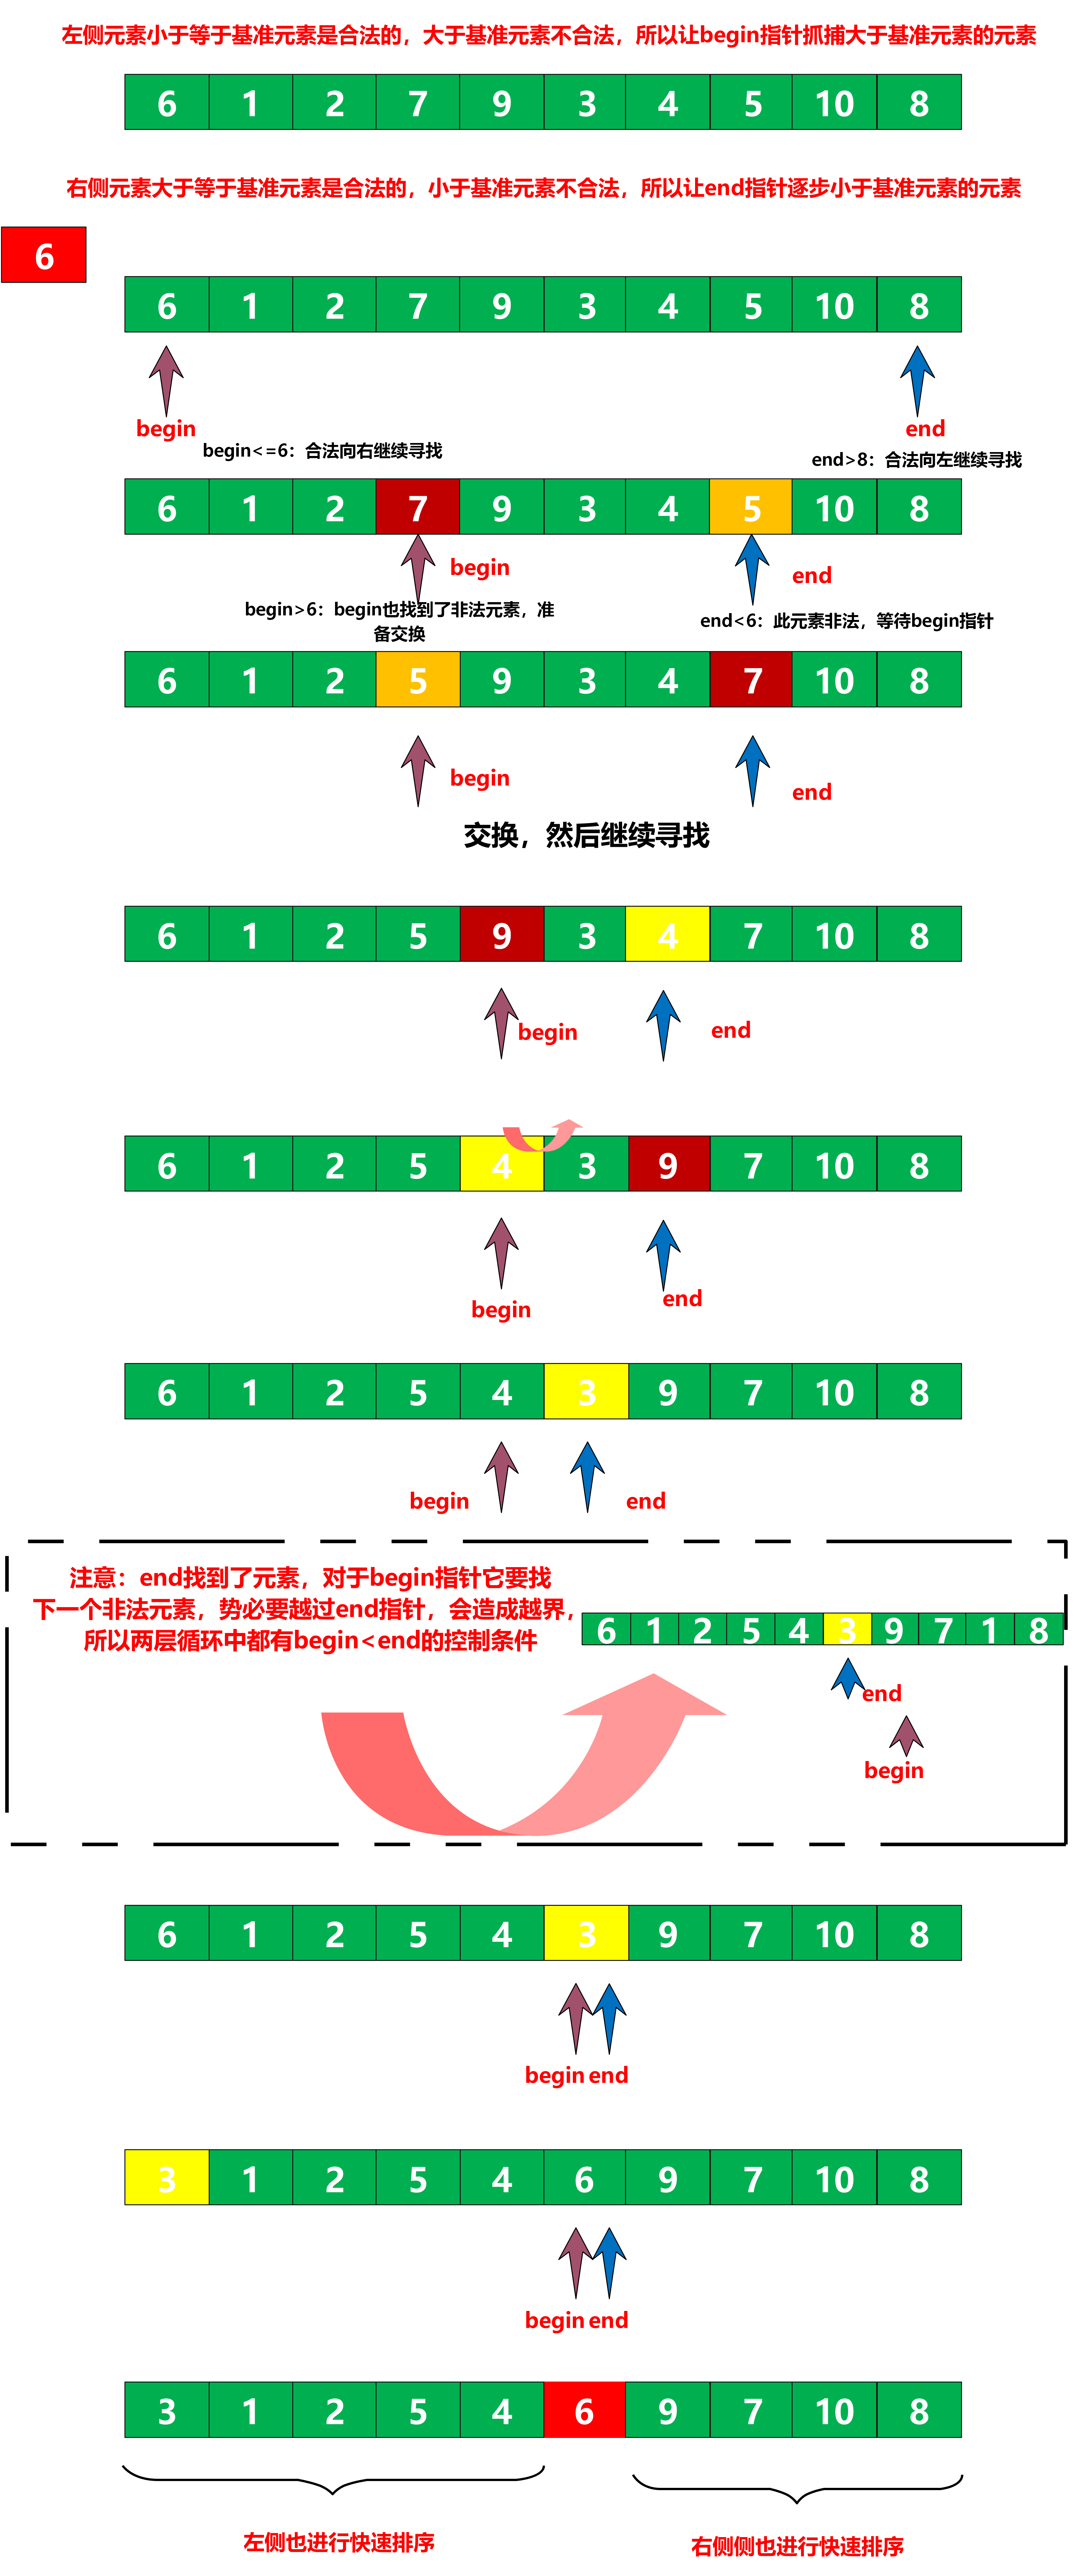 左侧元素小于等于基准元素是合法的，大于基准元素不合法，所以让begin指针抓捕大于基准元素的元素
6 1 2 7 9 3 4 5 10 8
右侧元素大于等于基准元素是合法的，小于基准元素不合法，所以让end指针逐步小于基准元素的元素
6
6 1 2 7 9 3 4 5 10 8
begin end
begin<=6：合法向右继续寻找
end>8：合法向左继续寻找
6 1 2 7 9 3 4 5 10 8
begin end
begin>6：begin也找到了非法元素，准
备交换
end<6：此元素非法，等待begin指针
6 1 2 5 9 3 4 7 10 8
begin end
交换，然后继续寻找
6 1 2 5 9 3 4 7 10 8
begin end
6 1 2 5 4 3 9 7 10 8
begin end
6 1 2 5 4 3 9 7 10 8
begin end
注意：end找到了元素，对于begin指针它要找
下一个非法元素，势必要越过end指针，会造成越界，
所以两层循环中都有begin<end的控制条件
6 1 2 5 4 3 9 7 1 8
end
begin
6 1 2 5 4 3 9 7 10 8
begin end
3 1 2 5 4 6 9 7 10 8
begin end
3 1 2 5 4 6 9 7 10 8
左侧也进行快速排序
右侧侧也进行快速排序